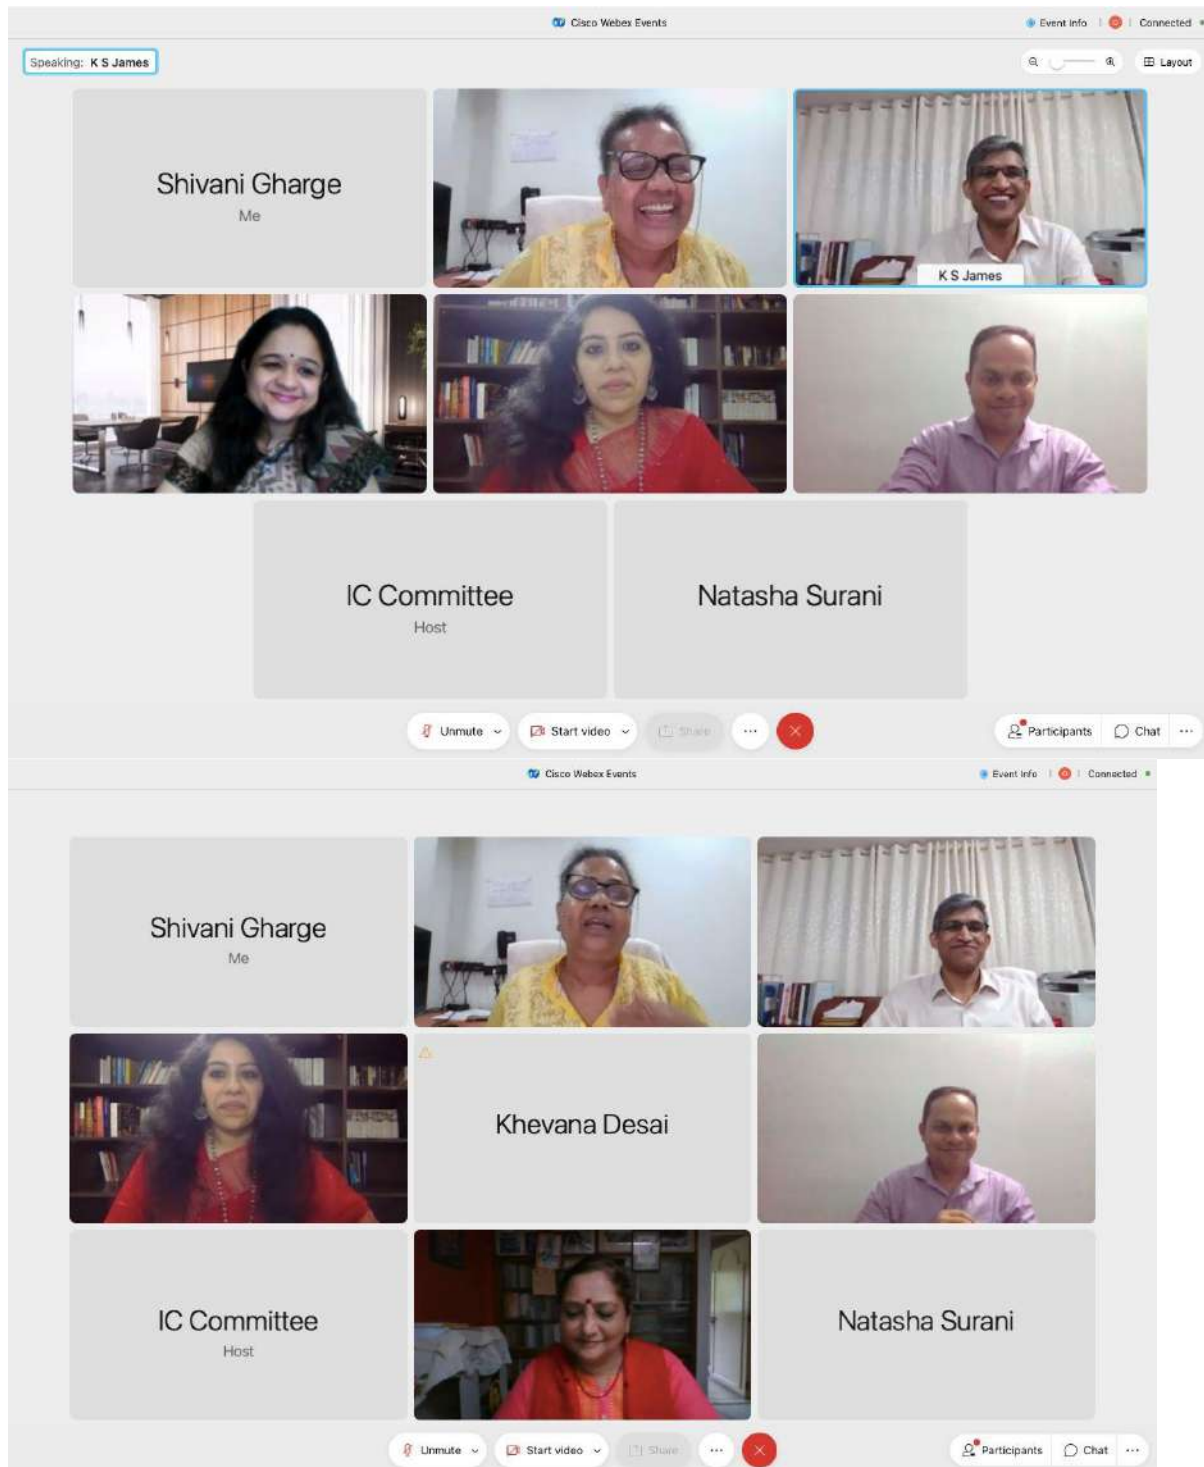 Cisco Webex Events
Event Info
Connected
Speaking: K S James
Layout
Shivani Gharge
Me
K S James
IC Committee
Host
Natasha Surani
Unmute
Start video
Share
Participants
Chat
Cisco Webex Events
Event Info
Connected
Shivani Gharge
Me
Khevana Desai
IC Committee
Host
Natasha Surani
Unmute
Start video
Share
Participants
Chat